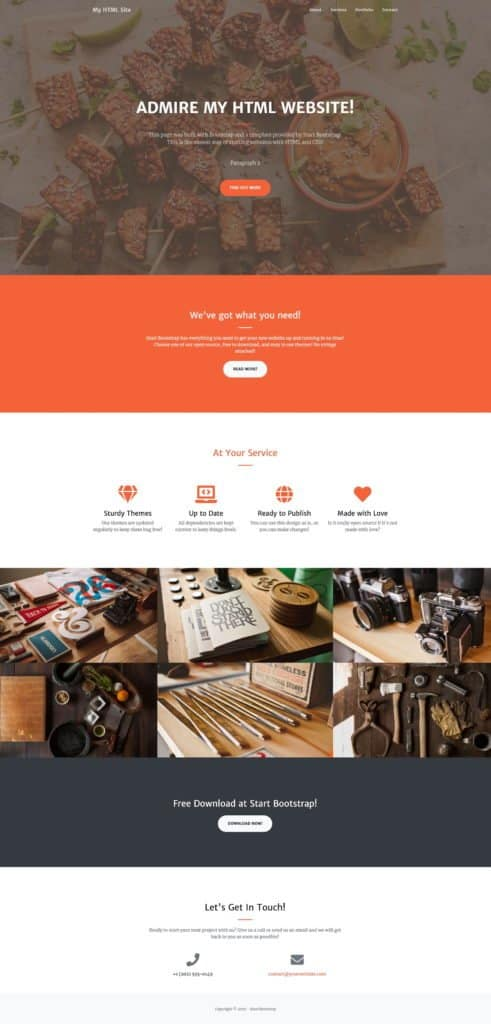 My HTML Site
About Services Portfolio Contact
ADMIRE MY HTML WEBSITE!
This page was built with Bootstrap and a template provided by Start Bootstrap.
This is the easiest way of starting websites with HTML and CSS!
Paragraph 2
FIND OUT MORE
We've got what you need!
Start Bootstrap has everything you need to get your new website up and running in no time!
Choose one of our open source, free to download, and easy to use themes! No strings
attached!
READ MORE!
At Your Service
Sturdy Themes
Our themes are updated
regularly to keep them bug free!
Up to Date
All dependencies are kept
current to keep things fresh.
Ready to Publish
You can use this design as is, or
you can make changes!
Made with Love
Is it really open source if it's not
made with love?
DON'T
STAND
THERE
Free Download at Start Bootstrap!
DOWNLOAD NOW!
Let's Get In Touch!
Ready to start your next project with us? Give us a call or send us an email and we will get
back to you as soon as possible!
contact@yourwebsite.com
Start Bootstrap